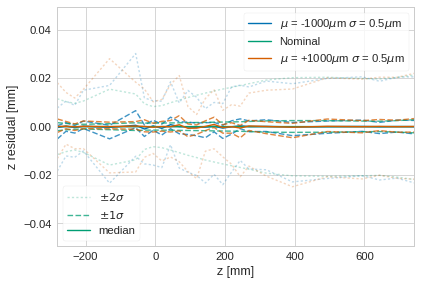 0.04
μ = -1000μm σ = 0.5μm
Nominal
μ = +1000μm σ = 0.5μm
0.02
0.00
−0.02
−0.04
±2σ
±1σ
median
−200
0
200
400
600
z [mm]
z residual [mm]